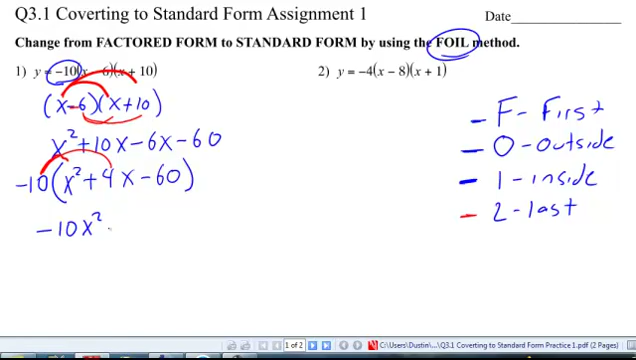 Q3.1 Coverting to Standard Form Assignment 1 Date
Change from FACTORED FORM to STANDARD FORM by using the FOIL method.
1) y = -10(x - 6)(x + 10) 2) y = -4(x - 8)(x + 1)
(x-6)(x+10)
x² + 10x - 6x - 60
-10(x² + 4x - 60)
-10x²
- F - First
- O - outside
- 1 - inside
- 2 - last
1 of 2 C:\Users\Dustin\...\Q3.1 Coverting to Standard Form Practice 1.pdf (2 Pages)